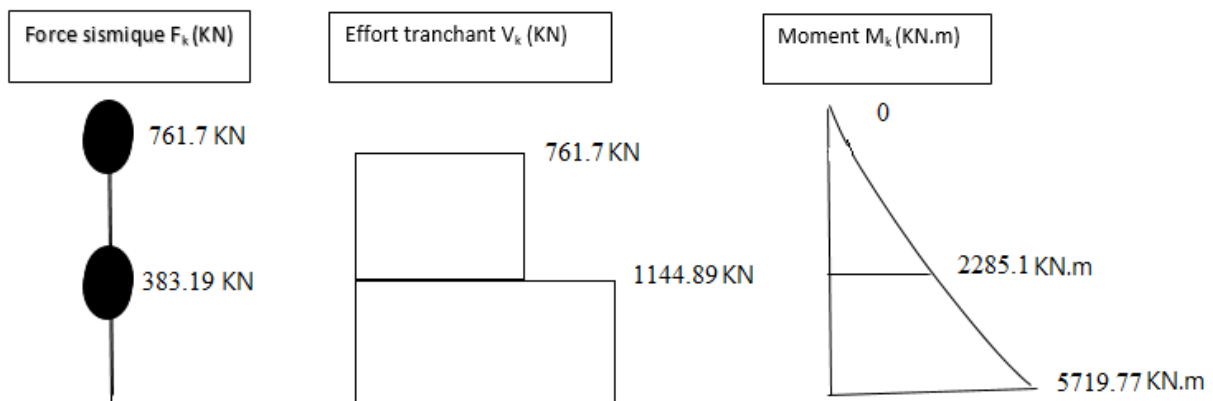 Force sismique Fₖ (KN)
Effort tranchant Vₖ (KN)
Moment Mₖ (KN.m)
761.7 KN
383.19 KN
761.7 KN
1144.89 KN
0
2285.1 KN.m
5719.77 KN.m